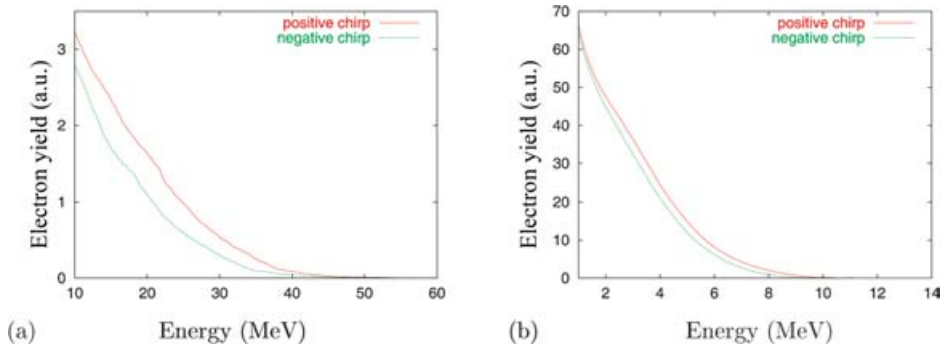 positive chirp
negative chirp
3
2
1
0
10 20 30 40 50 60
Electron yield (a.u.)
Energy (MeV)
(a)
positive chirp
negative chirp
70
60
50
40
30
20
10
0
2 4 6 8 10 12 14
Electron yield (a.u.)
Energy (MeV)
(b)